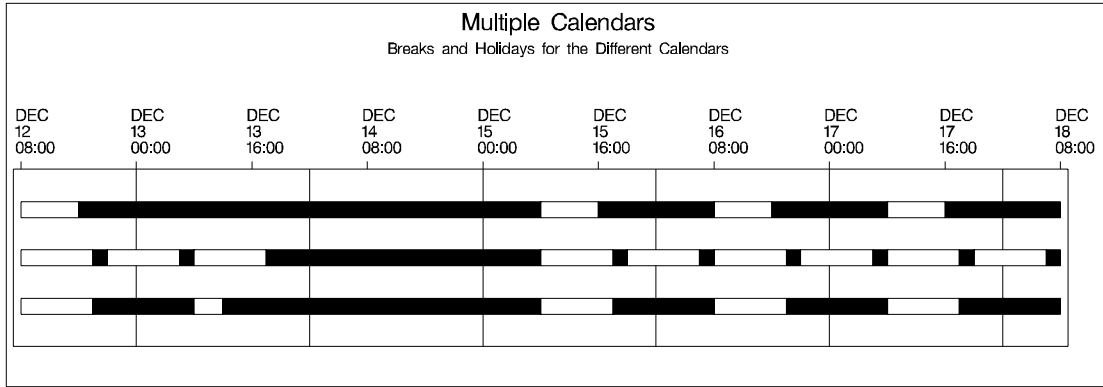 Multiple Calendars
Breaks and Holidays for the Different Calendars
DEC DEC DEC DEC DEC DEC DEC DEC DEC DEC
12 13 13 14 15 15 16 17 17 18
08:00 00:00 16:00 08:00 00:00 16:00 08:00 00:00 16:00 08:00